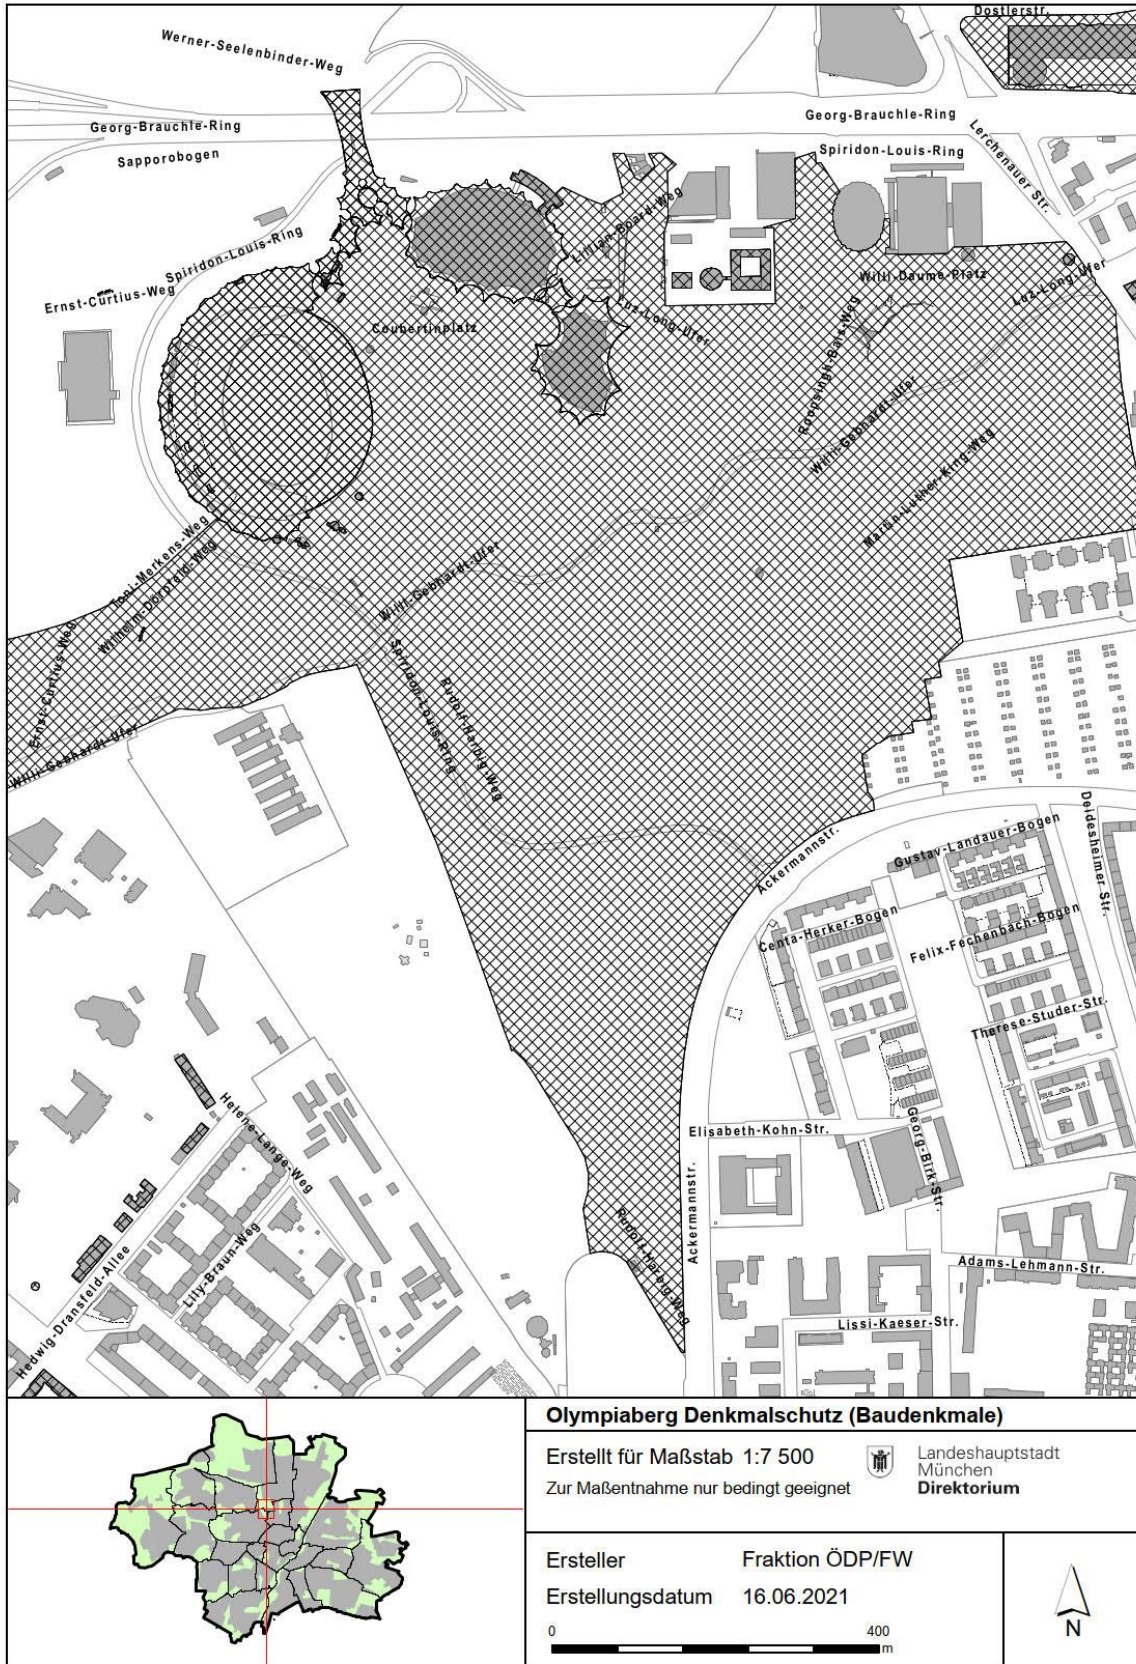 Dostlerstr.
Werner-Seelenbinder-Weg
Georg-Brauchle-Ring
Georg-Brauchle-Ring
Sapporobogen
Spiridon-Louis-Ring
Lerchenauer Str.
Lillian-Board-Weg
Spiridon-Louis-Ring
Willi-Daume-Platz
Ernst-Curtius-Weg
Luz-Long-Ufer
Luz-Long-Ufer
Coubertinplatz
Roopsingh-Bais-Weg
Willi-Gebhardt-Ufer
Martin-Luther-King-Weg
Toni-Merkens-Weg
Wilhelm-Dörpfeld-Weg
Willi-Gebhardt-Ufer
Ernst-Curtius-Weg
Spiridon-Louis-Ring
Rudolf-Harbig-Weg
Willi-Gebhardt-Ufer
Ackermannstr.
Gustav-Landauer-Bogen
Deidesheimer Str.
Centa-Herker-Bogen
Felix-Fechenbach-Bogen
Therese-Studer-Str.
Helene-Lange-Weg
Elisabeth-Kohn-Str.
Georg-Birk-Str.
Ackermannstr.
Rudolf-Harbig-Weg
Lily-Braun-Weg
Hedwig-Dransfeld-Allee
Adams-Lehmann-Str.
Lissi-Kaeser-Str.
Olympiaberg Denkmalschutz (Baudenkmale)
Erstellt für Maßstab 1:7 500
Zur Maßentnahme nur bedingt geeignet
Landeshauptstadt
München
Direktorium
Ersteller Fraktion ÖDP/FW
Erstellungsdatum 16.06.2021
0 400
m
N